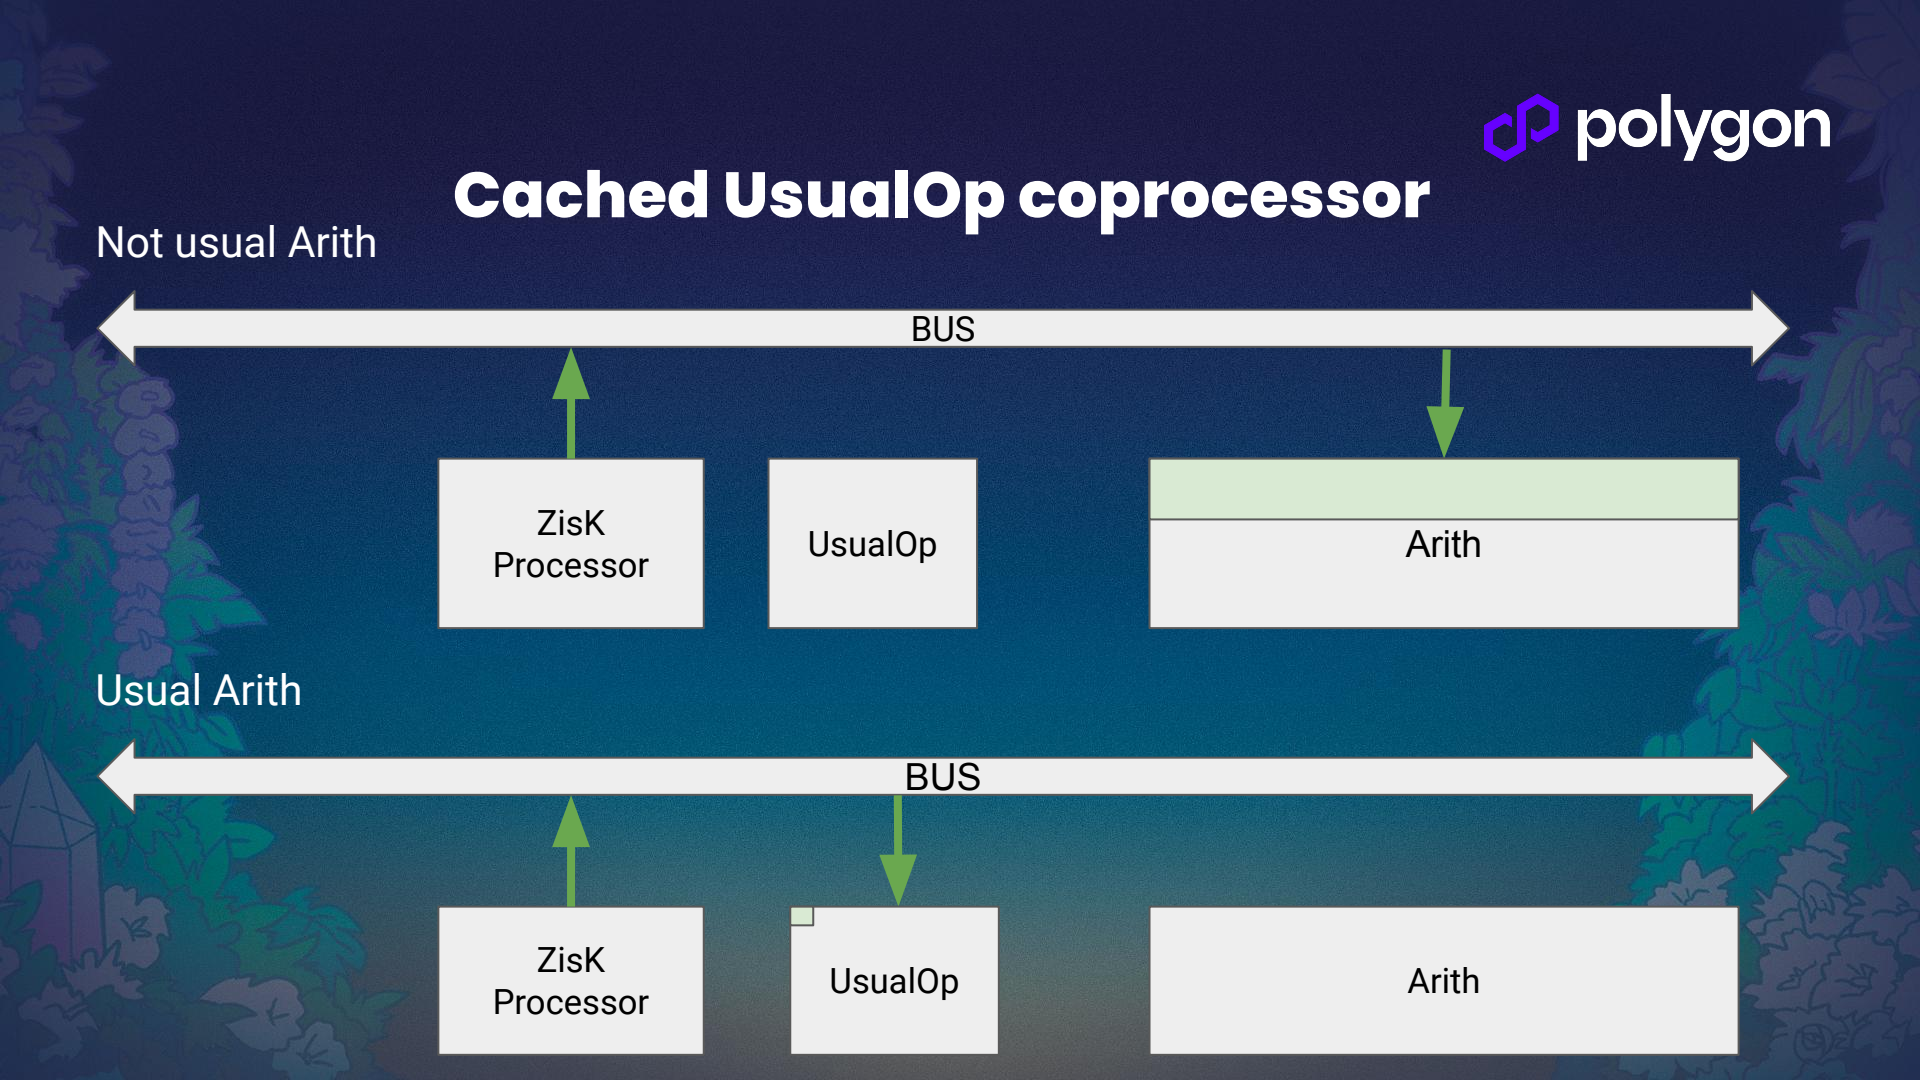 polygon
Cached UsualOp coprocessor
Not usual Arith
BUS
ZisK
Processor
UsualOp
Arith
Usual Arith
BUS
ZisK
Processor
UsualOp
Arith